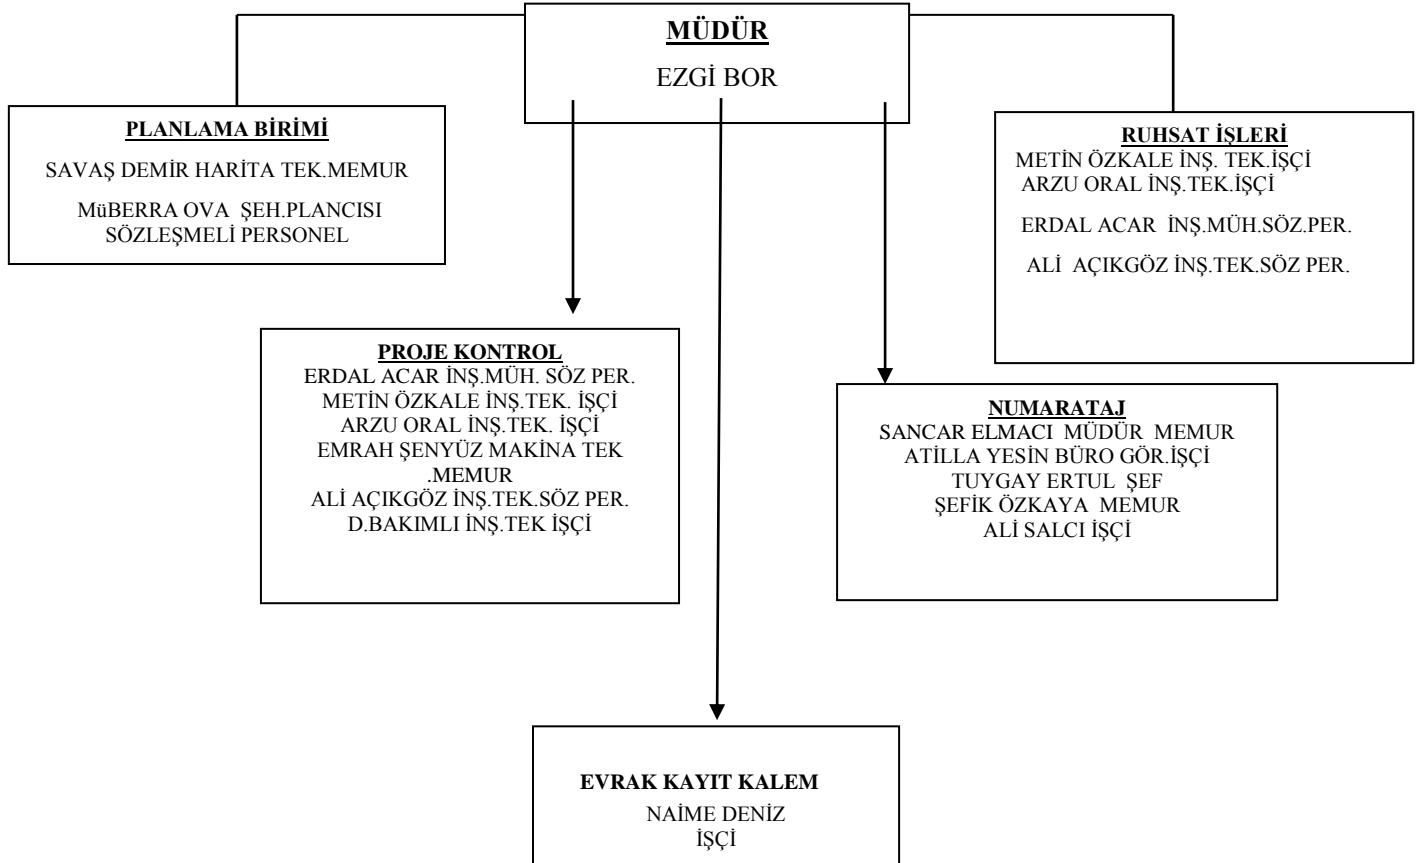 MÜDÜR
EZGİ BOR
PLANLAMA BİRİMİ
SAVAŞ DEMİR HARİTA TEK.MEMUR
MüBERRA OVA ŞEH.PLANCISI
SÖZLEŞMELİ PERSONEL
RUHSAT İŞLERİ
METİN ÖZKALE İNŞ. TEK.İŞÇİ
ARZU ORAL İNŞ.TEK.İŞÇİ
ERDAL ACAR İNŞ.MÜH.SÖZ.PER.
ALİ AÇIKGÖZ İNŞ.TEK.SÖZ PER.
PROJE KONTROL
ERDAL ACAR İNŞ.MÜH. SÖZ PER.
METİN ÖZKALE İNŞ.TEK. İŞÇİ
ARZU ORAL İNŞ.TEK. İŞÇİ
EMRAH ŞENYÜZ MAKİNA TEK
.MEMUR
ALİ AÇIKGÖZ İNŞ.TEK.SÖZ PER.
D.BAKIMLI İNŞ.TEK İŞÇİ
NUMARATAJ
SANCAR ELMACI MÜDÜR MEMUR
ATİLLA YESİN BÜRO GÖR.İŞÇİ
TUYGAY ERTUL ŞEF
ŞEFİK ÖZKAYA MEMUR
ALİ SALCI İŞÇİ
EVRAK KAYIT KALEM
NAİME DENİZ
İŞÇİ